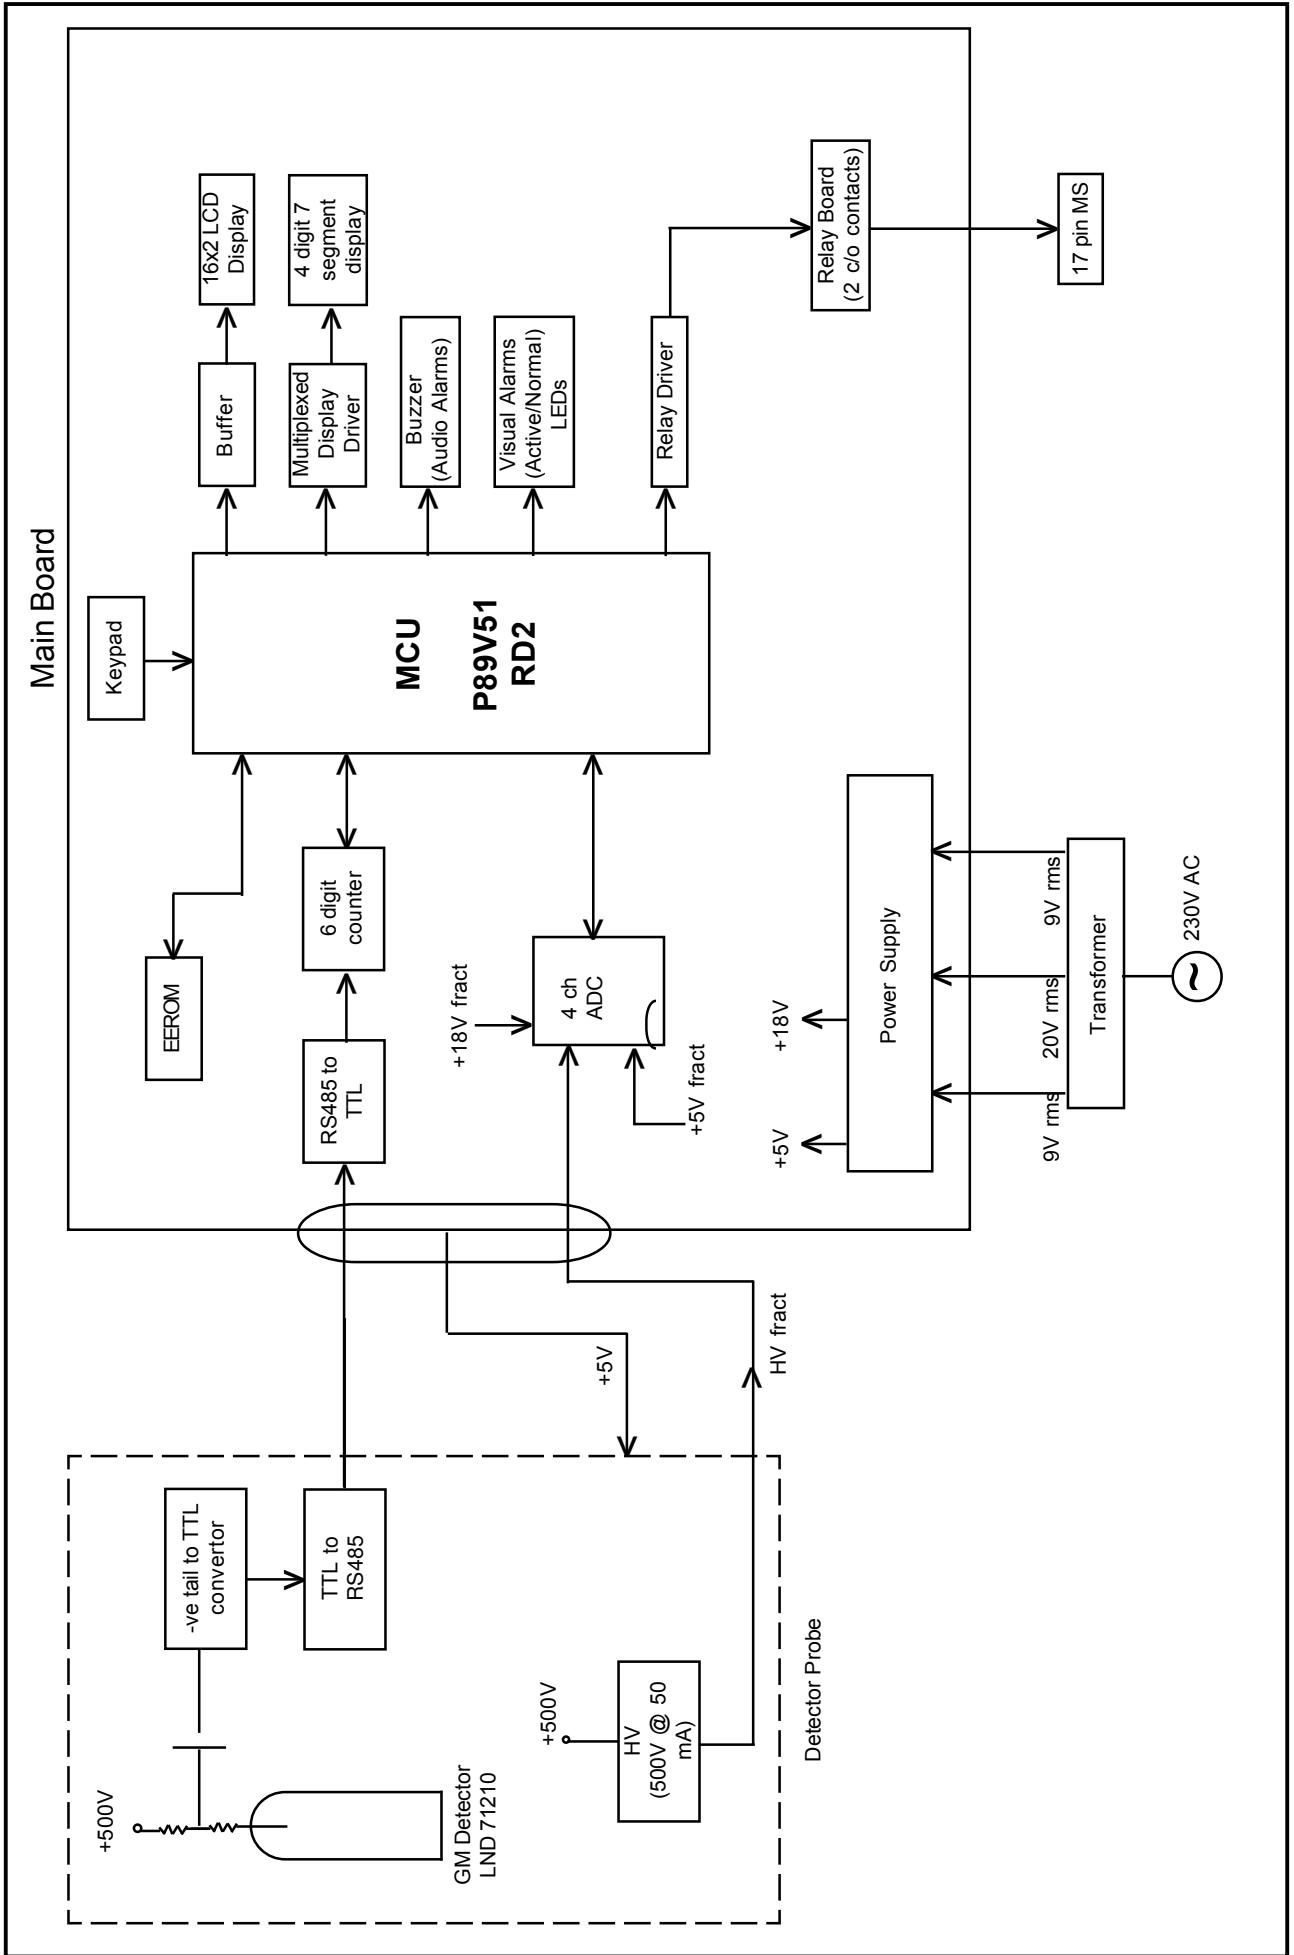 Main Board
Keypad
EEROM
MCU
P89V51
RD2
Buffer
16x2 LCD
Display
Multiplexed
Display
Driver
4 digit 7
segment
display
Buzzer
(Audio Alarms)
Visual Alarms
(Active/Normal)
LEDs
Relay Driver
Relay Board
(2 c/o contacts)
17 pin MS
6 digit
counter
RS485 to
TTL
+18V fract
4 ch
ADC
+5V fract
+5V
+18V
Power Supply
9V rms
20V rms
9V rms
Transformer
230V AC
~
+500V
GM Detector
LND 71210
-ve tail to TTL
convertor
TTL to
RS485
+5V
+500V
HV
(500V @ 50
mA)
HV fract
Detector Probe